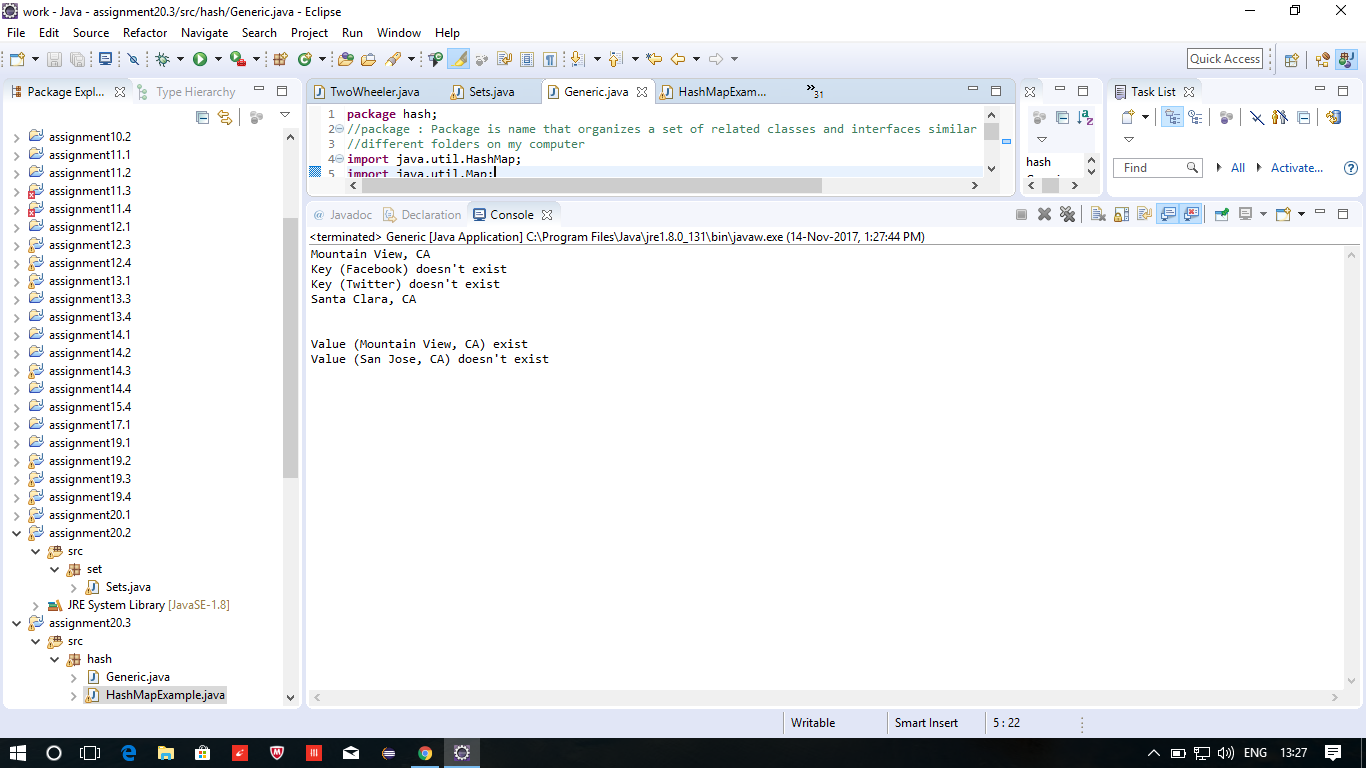 work - Java - assignment20.3/src/hash/Generic.java - Eclipse
File Edit Source Refactor Navigate Search Project Run Window Help
Quick Access
Package Expl... Type Hierarchy
TwoWheeler.java Sets.java Generic.java HashMapExam... 31
Task List
1 package hash;
2 //package : Package is name that organizes a set of related classes and interfaces similar
3 //different folders on my computer
4 import java.util.HashMap;
5 import java.util.Map;
hash
Find All Activate...
assignment10.2
assignment11.1
assignment11.2
assignment11.3
assignment11.4
assignment12.1
assignment12.3
assignment12.4
assignment13.1
assignment13.3
assignment13.4
assignment14.1
assignment14.2
assignment14.3
assignment14.4
assignment15.4
assignment17.1
assignment19.1
assignment19.2
assignment19.3
assignment19.4
assignment20.1
assignment20.2
src
set
Sets.java
JRE System Library [JavaSE-1.8]
assignment20.3
src
hash
Generic.java
HashMapExample.java
Javadoc Declaration Console
<terminated> Generic [Java Application] C:\Program Files\Java\jre1.8.0_131\bin\javaw.exe (14-Nov-2017, 1:27:44 PM)
Mountain View, CA
Key (Facebook) doesn't exist
Key (Twitter) doesn't exist
Santa Clara, CA
Value (Mountain View, CA) exist
Value (San Jose, CA) doesn't exist
Writable Smart Insert 5 : 22
ENG 13:27